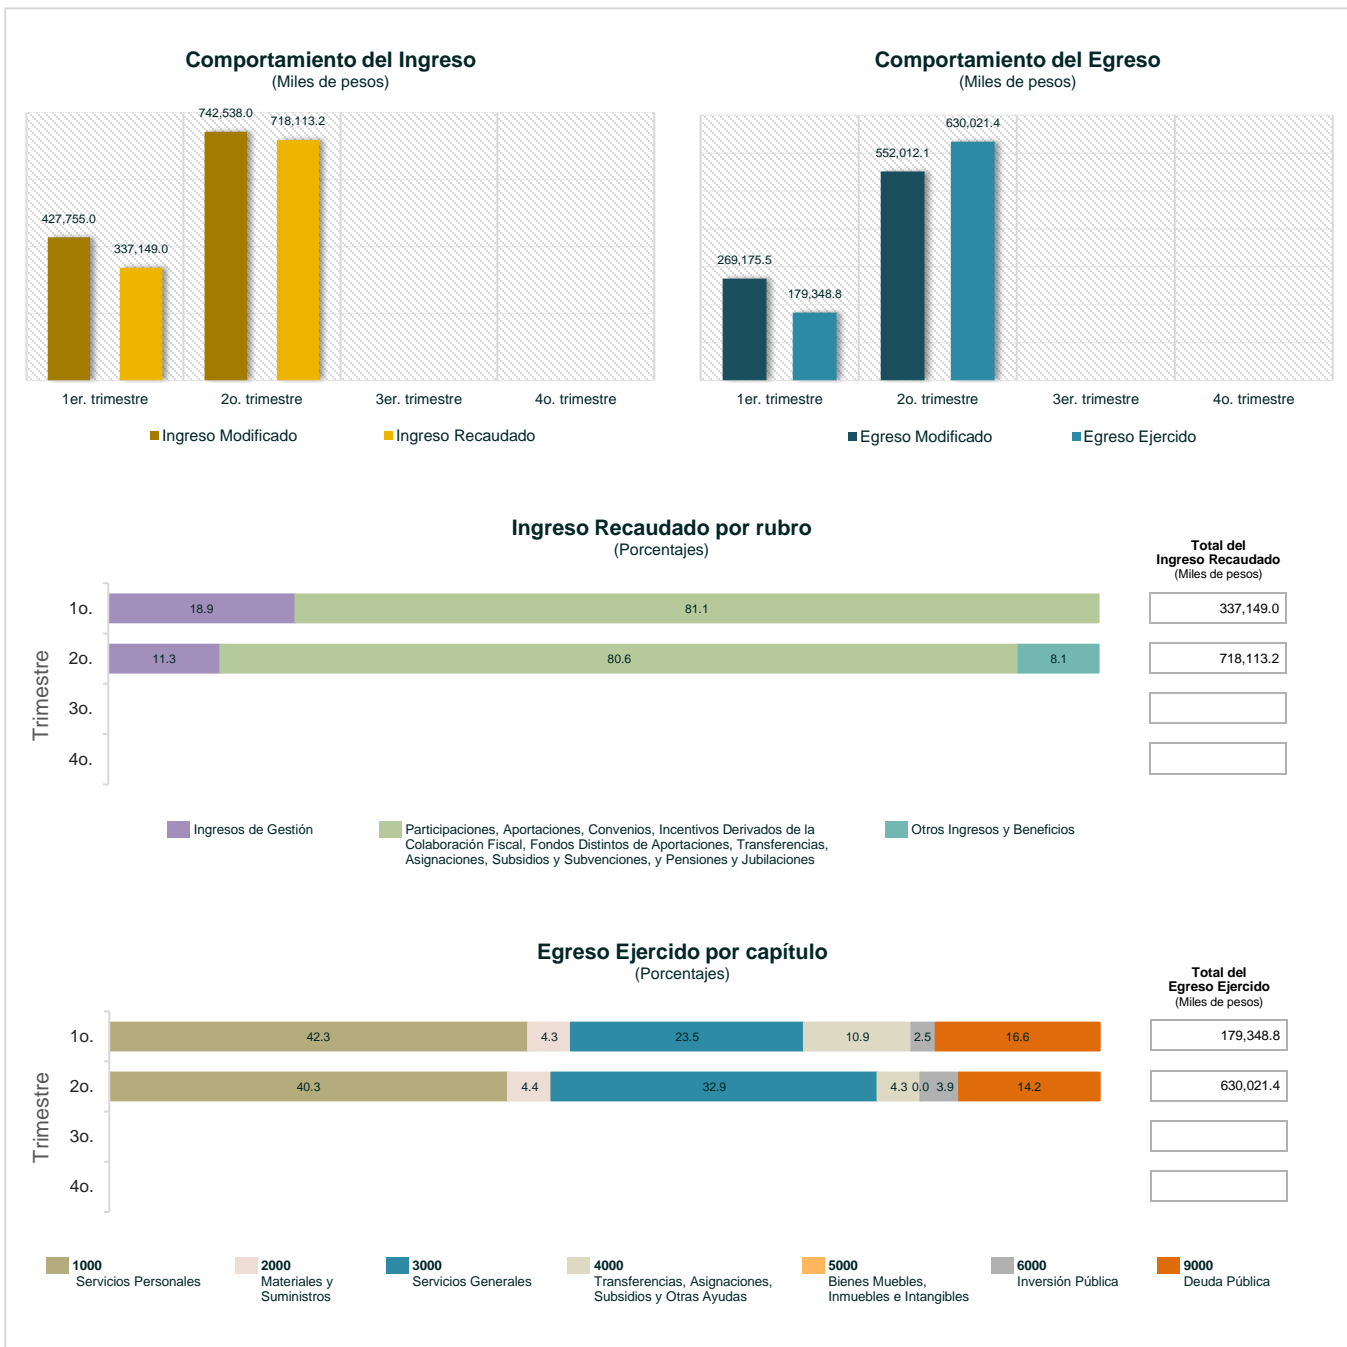 Comportamiento del Ingreso
(Miles de pesos)
742,538.0
718,113.2
427,755.0
337,149.0
1er. trimestre
2o. trimestre
3er. trimestre
4o. trimestre
Ingreso Modificado
Ingreso Recaudado
Comportamiento del Egreso
(Miles de pesos)
630,021.4
552,012.1
269,175.5
179,348.8
1er. trimestre
2o. trimestre
3er. trimestre
4o. trimestre
Egreso Modificado
Egreso Ejercido
Ingreso Recaudado por rubro
(Porcentajes)
Total del
Ingreso Recaudado
(Miles de pesos)
Trimestre
1o.
18.9
81.1
337,149.0
2o.
11.3
80.6
8.1
718,113.2
3o.
4o.
Ingresos de Gestión
Participaciones, Aportaciones, Convenios, Incentivos Derivados de la
Colaboración Fiscal, Fondos Distintos de Aportaciones, Transferencias,
Asignaciones, Subsidios y Subvenciones, y Pensiones y Jubilaciones
Otros Ingresos y Beneficios
Egreso Ejercido por capítulo
(Porcentajes)
Total del
Egreso Ejercido
(Miles de pesos)
Trimestre
1o.
42.3
4.3
23.5
10.9
2.5
16.6
179,348.8
2o.
40.3
4.4
32.9
4.3
0.0
3.9
14.2
630,021.4
3o.
4o.
1000
Servicios Personales
2000
Materiales y
Suministros
3000
Servicios Generales
4000
Transferencias, Asignaciones,
Subsidios y Otras Ayudas
5000
Bienes Muebles,
Inmuebles e Intangibles
6000
Inversión Pública
9000
Deuda Pública